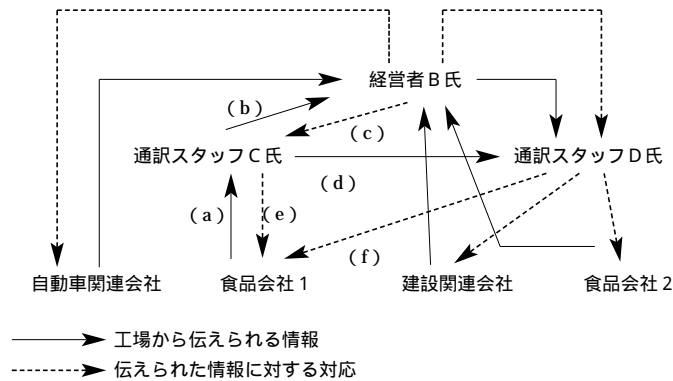 経営者B氏
(b)
(c)
通訳スタッフC氏
通訳スタッフD氏
(d)
(a)
(e)
(f)
自動車関連会社
食品会社1
建設関連会社
食品会社2
工場から伝えられる情報
伝えられた情報に対する対応